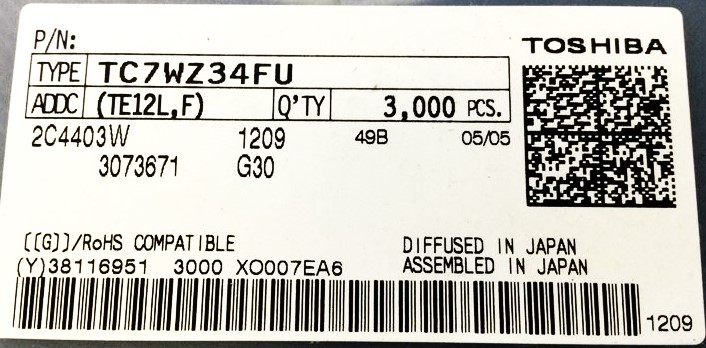 P/N:
TOSHIBA
TYPE TC7WZ34FU
ADDC (TE12L,F) Q'TY 3,000 PCS.
2C4403W 1209 49B 05/05
3073671 G30
[[G]]/RoHS COMPATIBLE DIFFUSED IN JAPAN
(Y)38116951 3000 XO007EA6 ASSEMBLED IN JAPAN
1209